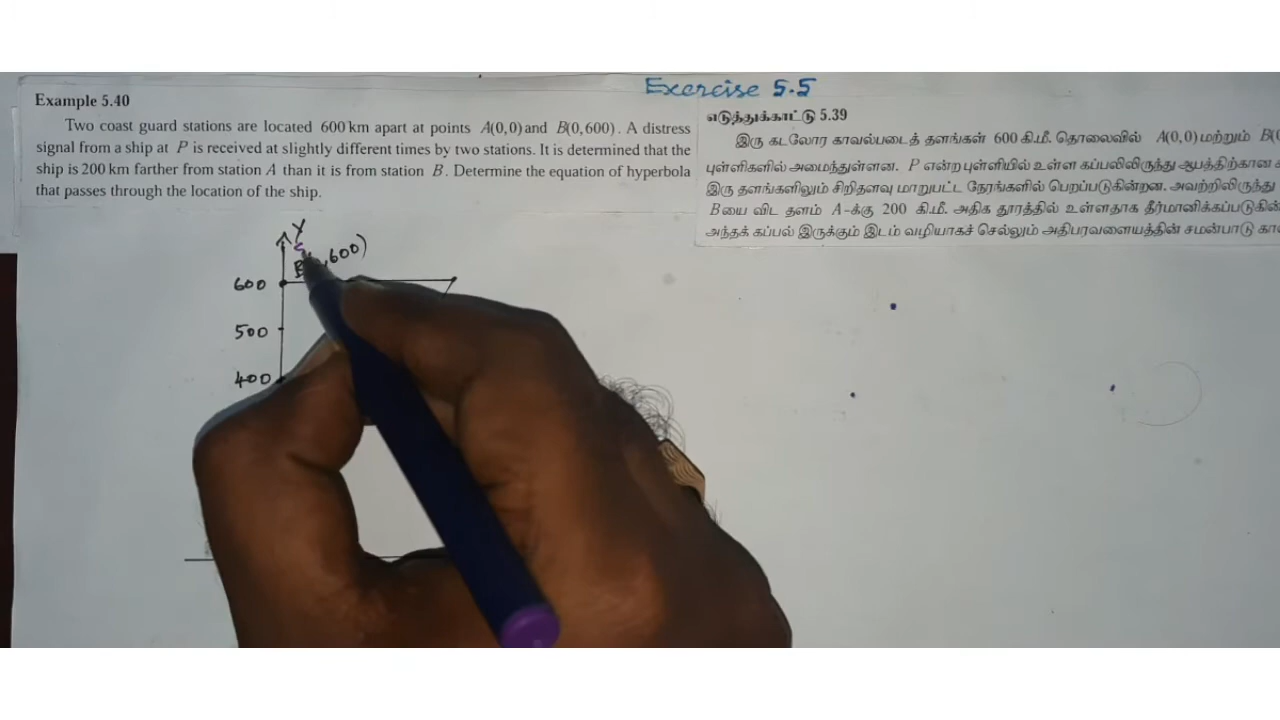 Exercise 5.5
Example 5.40
Two coast guard stations are located 600 km apart at points A(0,0) and B(0,600). A distress
signal from a ship at P is received at slightly different times by two stations. It is determined that the
ship is 200 km farther from station A than it is from station B. Determine the equation of hyperbola
that passes through the location of the ship.
எடுத்துக்காட்டு 5.39
இரு கடலோர காவல்படைத் தளங்கள் 600 கி.மீ. தொலைவில் A(0,0) மற்றும் B(
புள்ளிகளில் அமைந்துள்ளன. P என்ற புள்ளியில் உள்ள கப்பலிலிருந்து ஆபத்திற்கான
இரு தளங்களிலும் சிறிதளவு மாறுபட்ட நேரங்களில் பெறப்படுகின்றன. அவற்றிலிருந்து
Bயை விட தளம் A-க்கு 200 கி.மீ. அதிக தூரத்தில் உள்ளதாக தீர்மானிக்கப்படுகின்
அந்தக் கப்பல் இருக்கும் இடம் வழியாகச் செல்லும் அதிபரவளையத்தின் சமன்பாடு கா
Y
B ,600)
600
500
400